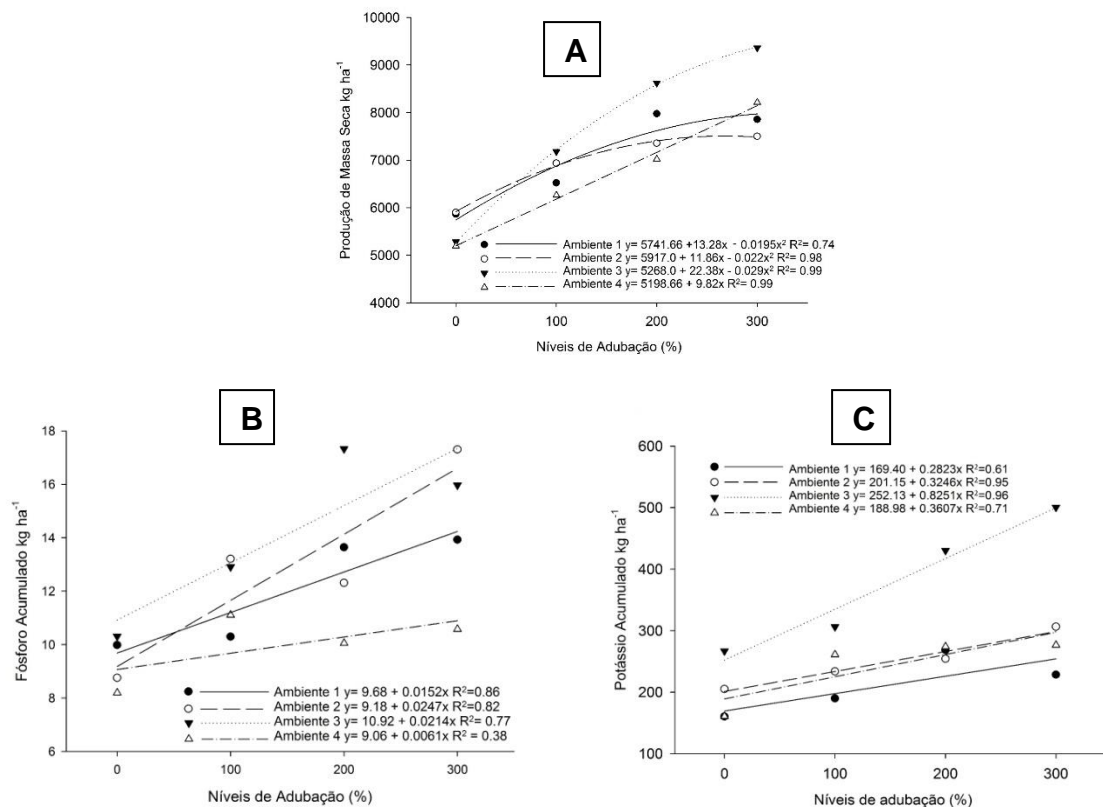 A
10000
9000
8000
7000
6000
5000
4000
Produção de Massa Seca kg ha⁻¹
Ambiente 1 y= 5741.66 +13.28x - 0.0195x² R²= 0.74
Ambiente 2 y= 5917.0 + 11.86x - 0.022x² R²= 0.98
Ambiente 3 y= 5268.0 + 22.38x - 0.029x² R²= 0.99
Ambiente 4 y= 5198.66 + 9.82x R²= 0.99
0 100 200 300
Níveis de Adubação (%)
B
18
16
14
12
10
8
6
Fósforo Acumulado kg ha⁻¹
Ambiente 1 y= 9.68 + 0.0152x R²=0.86
Ambiente 2 y= 9.18 + 0.0247x R²=0.82
Ambiente 3 y= 10.92 + 0.0214x R²= 0.77
Ambiente 4 y= 9.06 + 0.0061x R² = 0.38
0 100 200 300
Níveis de Adubação (%)
C
600
500
400
300
200
100
Potássio Acumulado kg ha⁻¹
Ambiente 1 y= 169.40 + 0.2823x R²=0.61
Ambiente 2 y= 201.15 + 0.3246x R²=0.95
Ambiente 3 y= 252.13 + 0.8251x R²=0.96
Ambiente 4 y= 188.98 + 0.3607x R²=0.71
0 100 200 300
Níveis de adubação (%)